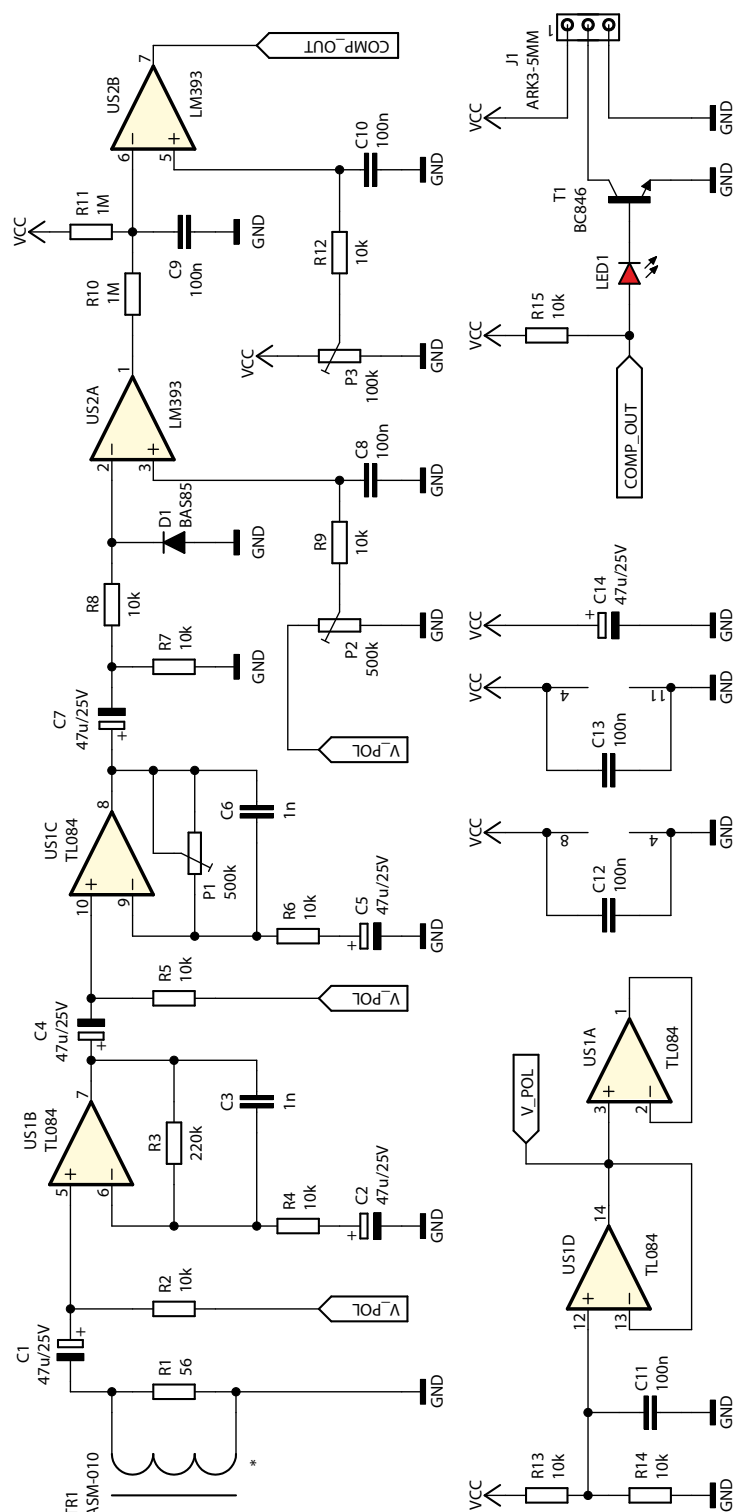 TR1
ASM-010
*
C1
47u/25V
+
R1
56
GND
R2
10k
V_POL
US1B
TL084
5
6
7
+
–
R3
220k
C3
1n
R4
10k
C2
47u/25V
+
GND
C4
47u/25V
+
R5
10k
V_POL
US1C
TL084
10
9
8
+
–
P1
500k
C6
1n
R6
10k
C5
47u/25V
+
GND
C7
47u/25V
+
R7
10k
GND
R8
10k
D1
BAS85
GND
V_POL
P2
500k
GND
R9
10k
C8
100n
GND
US2A
LM393
2
3
1
–
+
R10
1M
VCC
R11
1M
C9
100n
GND
VCC
P3
100k
GND
R12
10k
C10
100n
GND
US2B
LM393
6
5
7
–
+
COMP_OUT
VCC
R13
10k
R14
10k
GND
C11
100n
GND
US1D
TL084
12
13
14
+
–
V_POL
US1A
TL084
3
2
1
+
–
VCC
C12
100n
8
4
GND
VCC
C13
100n
4
11
GND
VCC
C14
47u/25V
+
GND
COMP_OUT
VCC
R15
10k
LED1
T1
BC846
GND
VCC
GND
J1
ARK3-5MM
1